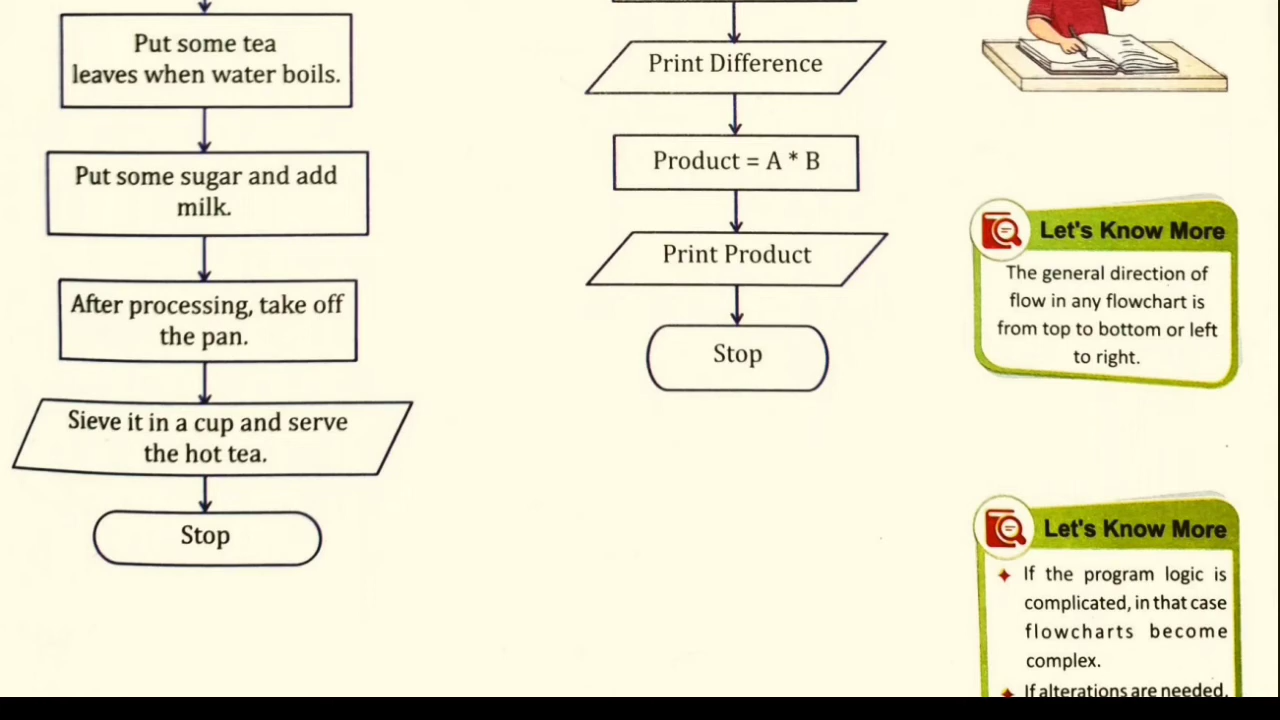 Put some tea
leaves when water boils.
Put some sugar and add
milk.
After processing, take off
the pan.
Sieve it in a cup and serve
the hot tea.
Stop
Print Difference
Product = A * B
Print Product
Stop
Let's Know More
The general direction of
flow in any flowchart is
from top to bottom or left
to right.
Let's Know More
If the program logic is
complicated, in that case
flowcharts become
complex.
If alterations are needed,